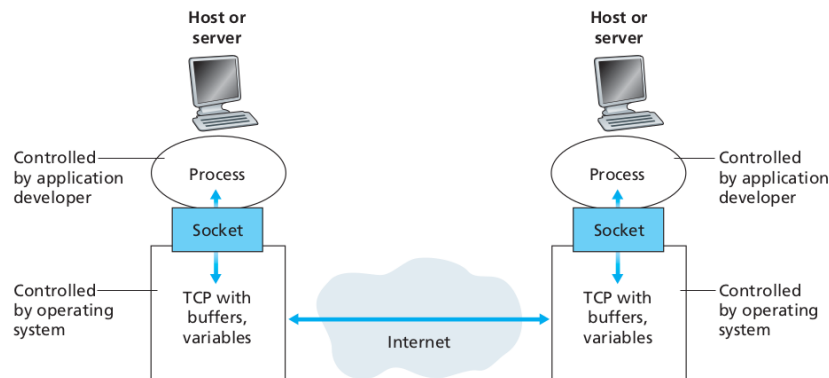 Host or
server
Host or
server
Controlled
by application
developer
Process
Process
Controlled
by application
developer
Socket
Socket
Controlled
by operating
system
TCP with
buffers,
variables
Internet
TCP with
buffers,
variables
Controlled
by operating
system